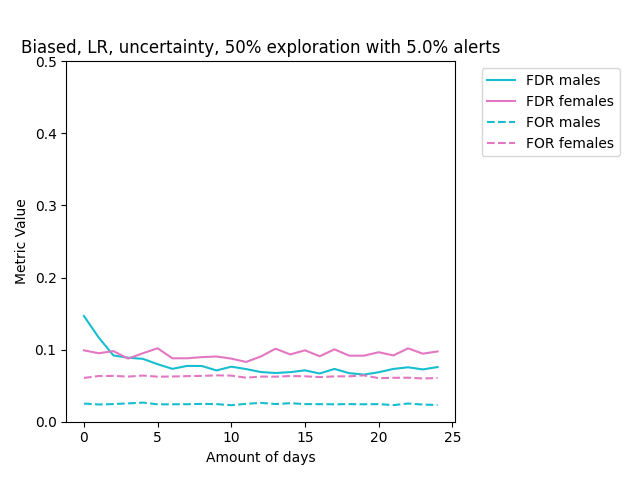 Biased, LR, uncertainty, 50% exploration with 5.0% alerts
FDR males
FDR females
FOR males
FOR females
0.5
0.4
0.3
0.2
0.1
0.0
Metric Value
0
5
10
15
20
25
Amount of days